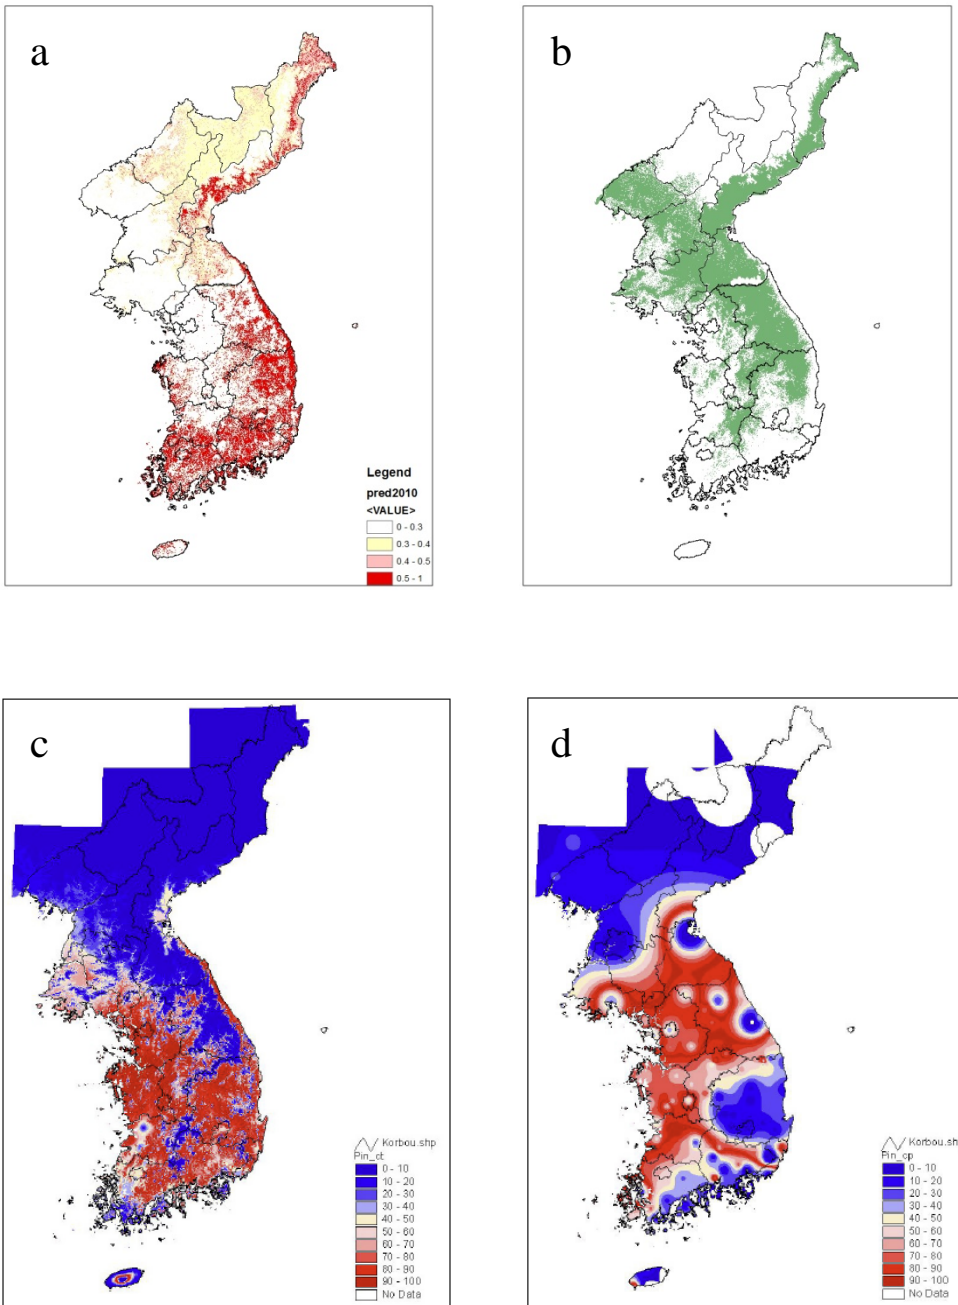 a
b
Legend
pred2010
<VALUE>
0 - 0.3
0.3 - 0.4
0.4 - 0.5
0.5 - 1
c
d
Korbou.shp
Pin_ct
0 - 10
10 - 20
20 - 30
30 - 40
40 - 50
50 - 60
60 - 70
70 - 80
80 - 90
90 - 100
No Data
Korbou.shp
Pin_cp
0 - 10
10 - 20
20 - 30
30 - 40
40 - 50
50 - 60
60 - 70
70 - 80
80 - 90
90 - 100
No Data